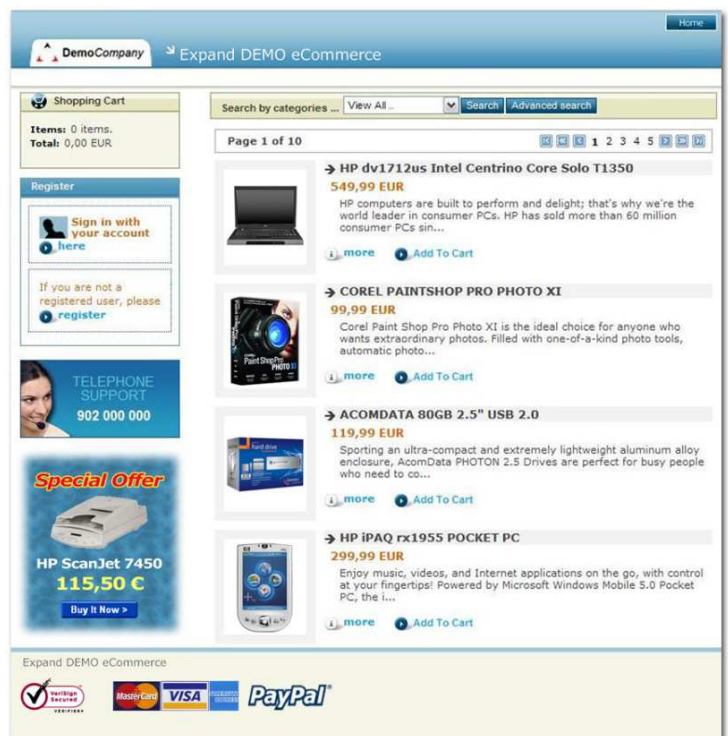 Home
DemoCompany
Expand DEMO eCommerce
Shopping Cart
Items: 0 items.
Total: 0,00 EUR
Register
Sign in with
your account
here
If you are not a
registered user, please
register
TELEPHONE
SUPPORT
902 000 000
Special Offer
HP ScanJet 7450
115,50 €
Buy It Now >
Search by categories ... View All .. Search Advanced search
Page 1 of 10 1 2 3 4 5
HP dv1712us Intel Centrino Core Solo T1350
549,99 EUR
HP computers are built to perform and delight; that's why we're the
world leader in consumer PCs. HP has sold more than 60 million
consumer PCs sin...
more Add To Cart
Paint Shop Pro
PHOTO XI
COREL PAINTSHOP PRO PHOTO XI
99,99 EUR
Corel Paint Shop Pro Photo XI is the ideal choice for anyone who
wants extraordinary photos. Filled with one-of-a-kind photo tools,
automatic photo...
more Add To Cart
hard drive
ACOMDATA 80GB 2.5" USB 2.0
119,99 EUR
Sporting an ultra-compact and extremely lightweight aluminum alloy
enclosure, AcomData PHOTON 2.5 Drives are perfect for busy people
who need to co...
more Add To Cart
HP iPAQ rx1955 POCKET PC
299,99 EUR
Enjoy music, videos, and Internet applications on the go, with control
at your fingertips! Powered by Microsoft Windows Mobile 5.0 Pocket
PC, the i...
more Add To Cart
Expand DEMO eCommerce
VeriSign
Secured
MasterCard VISA PayPal